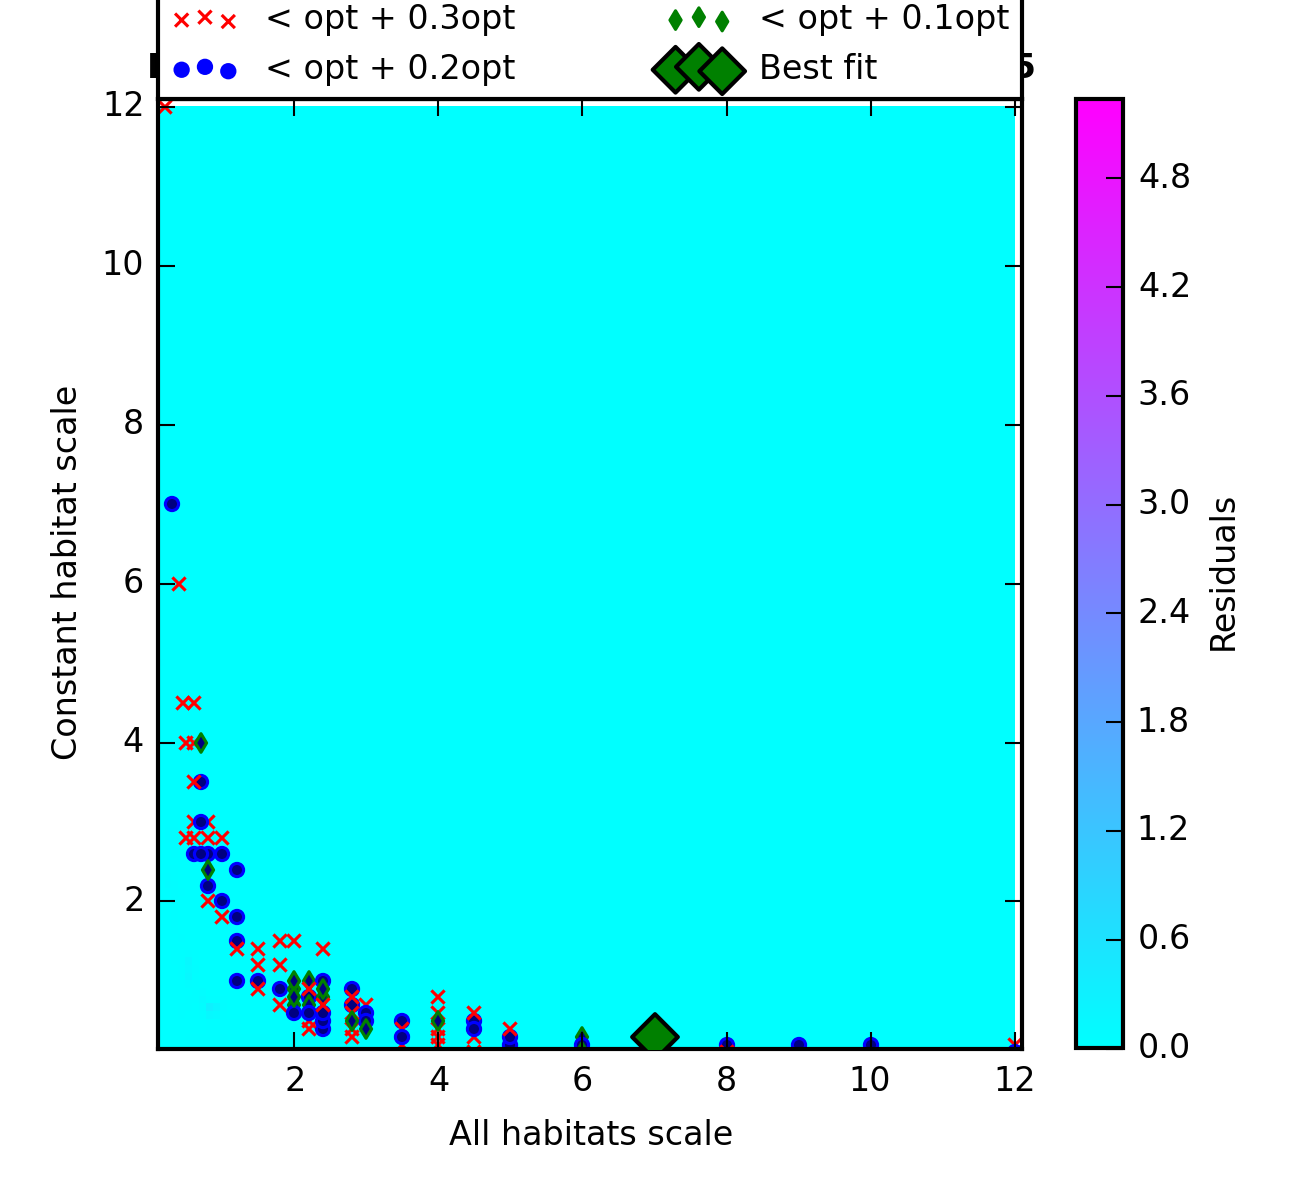 < opt + 0.3opt < opt + 0.1opt
< opt + 0.2opt Best fit
5
12
10
8
6
4
2
Constant habitat scale
2 4 6 8 10 12
All habitats scale
4.8
4.2
3.6
3.0
2.4
1.8
1.2
0.6
0.0
Residuals